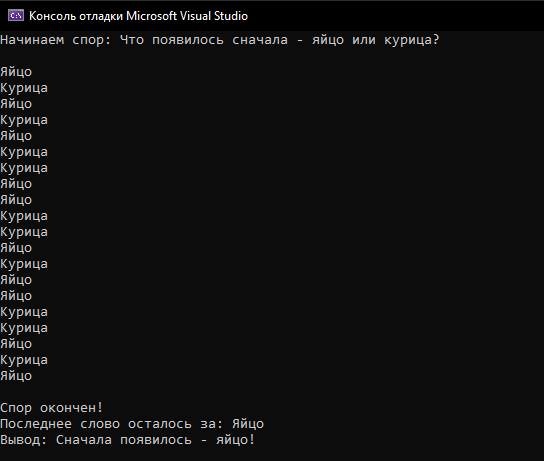 Консоль отладки Microsoft Visual Studio
Начинаем спор: Что появилось сначала - яйцо или курица?
Яйцо
Курица
Яйцо
Курица
Яйцо
Курица
Курица
Яйцо
Яйцо
Курица
Курица
Яйцо
Курица
Яйцо
Яйцо
Курица
Курица
Яйцо
Курица
Яйцо
Спор окончен!
Последнее слово осталось за: Яйцо
Вывод: Сначала появилось - яйцо!